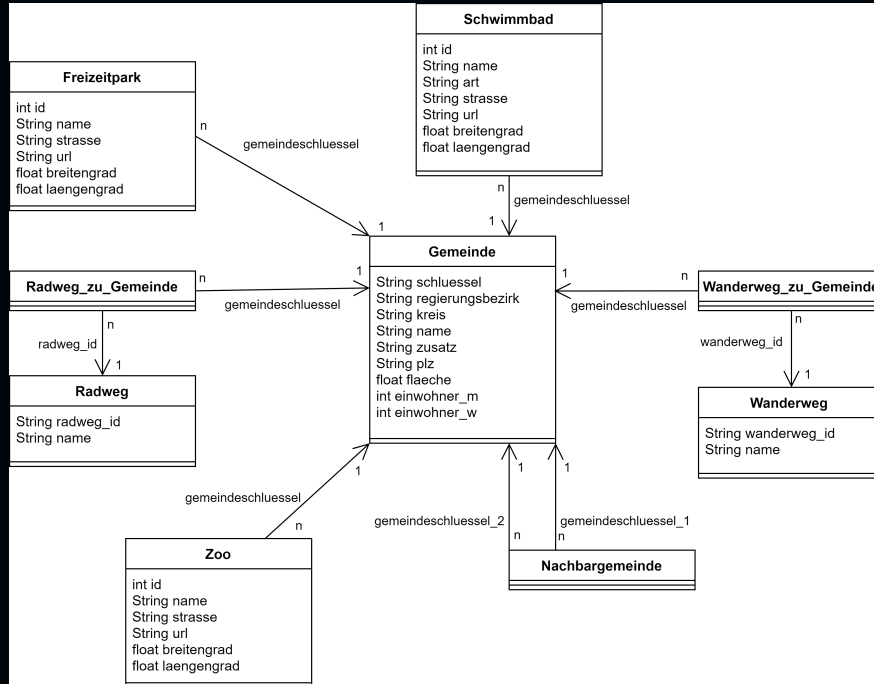 Schwimmbad
int id
String name
String art
String strasse
String url
float breitengrad
float laengengrad
Freizeitpark
int id
String name
String strasse
String url
float breitengrad
float laengengrad
n
gemeindeschluessel
1
n
gemeindeschluessel
1
Gemeinde
String schluessel
String regierungsbezirk
String kreis
String name
String zusatz
String plz
float flaeche
int einwohner_m
int einwohner_w
Radweg_zu_Gemeinde
n
gemeindeschluessel
1
n
radweg_id
1
Radweg
String radweg_id
String name
Wanderweg_zu_Gemeinde
n
gemeindeschluessel
1
n
wanderweg_id
1
Wanderweg
String wanderweg_id
String name
1
gemeindeschluessel
n
Zoo
int id
String name
String strasse
String url
float breitengrad
float laengengrad
1
gemeindeschluessel_2
n
1
gemeindeschluessel_1
n
Nachbargemeinde